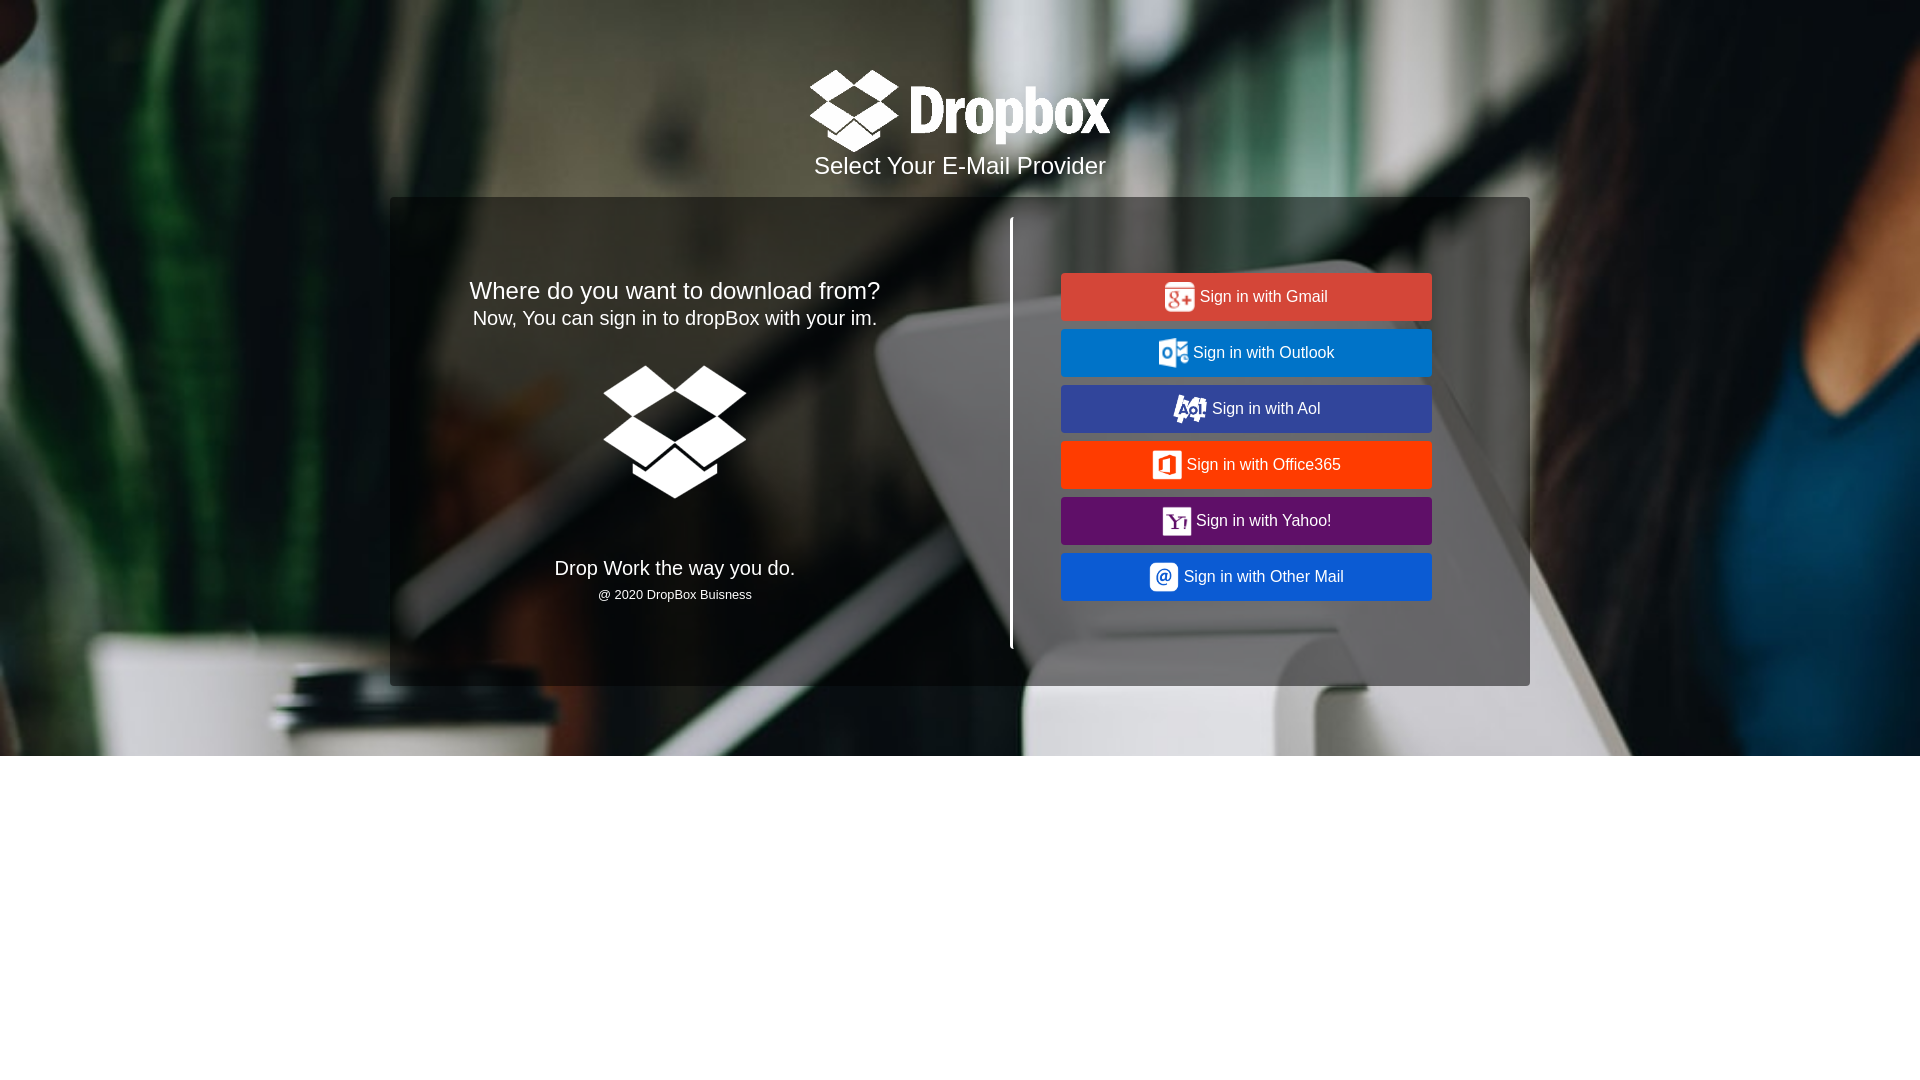 Dropbox
Select Your E-Mail Provider
Where do you want to download from?
Now, You can sign in to dropBox with your im.
Drop Work the way you do.
@ 2020 DropBox Buisness
g+ Sign in with Gmail
O Sign in with Outlook
Aol. Sign in with Aol
Sign in with Office365
Y! Sign in with Yahoo!
@ Sign in with Other Mail